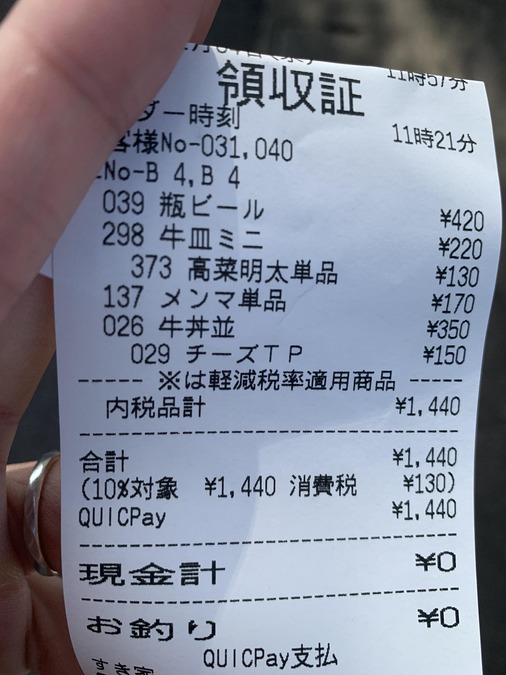 11時57分
領収証
ダー時刻 11時21分
客様No-031,040
No-B 4,B 4
039 瓶ビール ¥420
298 牛皿ミニ ¥220
373 高菜明太単品 ¥130
137 メンマ単品 ¥170
026 牛丼並 ¥350
029 チーズTP ¥150
----- ※は軽減税率適用商品 -----
内税品計 ¥1,440
合計 ¥1,440
(10%対象 ¥1,440 消費税 ¥130)
QUICPay ¥1,440
現金計 ¥0
お釣り ¥0
QUICPay支払
すき家